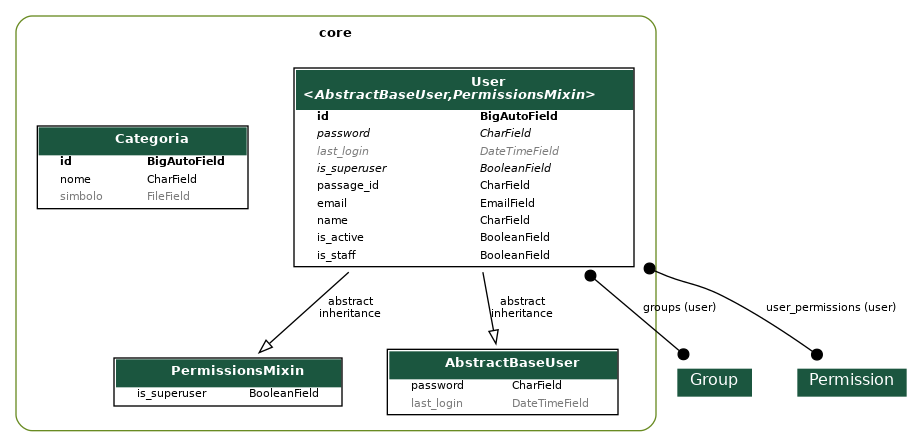 core
User
<AbstractBaseUser,PermissionsMixin>
id BigAutoField
password CharField
last_login DateTimeField
is_superuser BooleanField
passage_id CharField
email EmailField
name CharField
is_active BooleanField
is_staff BooleanField
Categoria
id BigAutoField
nome CharField
simbolo FileField
abstract
inheritance
abstract
inheritance
groups (user)
user_permissions (user)
PermissionsMixin
is_superuser BooleanField
AbstractBaseUser
password CharField
last_login DateTimeField
Group
Permission